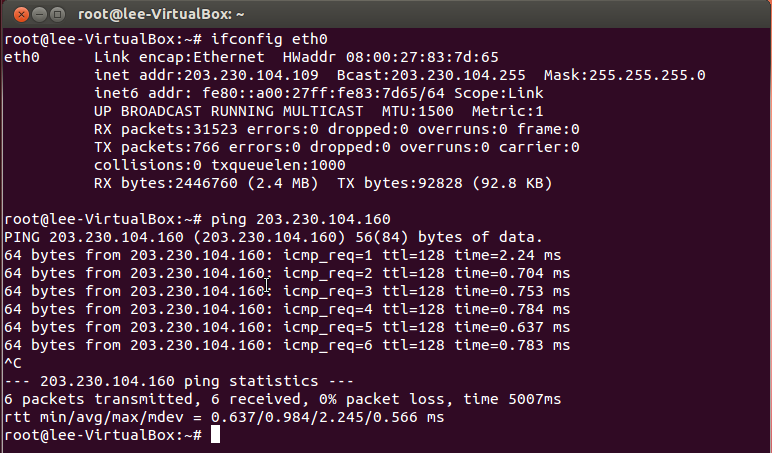 root@lee-VirtualBox: ~
root@lee-VirtualBox:~# ifconfig eth0
eth0      Link encap:Ethernet  HWaddr 08:00:27:83:7d:65
          inet addr:203.230.104.109  Bcast:203.230.104.255  Mask:255.255.255.0
          inet6 addr: fe80::a00:27ff:fe83:7d65/64 Scope:Link
          UP BROADCAST RUNNING MULTICAST  MTU:1500  Metric:1
          RX packets:31523 errors:0 dropped:0 overruns:0 frame:0
          TX packets:766 errors:0 dropped:0 overruns:0 carrier:0
          collisions:0 txqueuelen:1000
          RX bytes:2446760 (2.4 MB)  TX bytes:92828 (92.8 KB)
root@lee-VirtualBox:~# ping 203.230.104.160
PING 203.230.104.160 (203.230.104.160) 56(84) bytes of data.
64 bytes from 203.230.104.160: icmp_req=1 ttl=128 time=2.24 ms
64 bytes from 203.230.104.160: icmp_req=2 ttl=128 time=0.704 ms
64 bytes from 203.230.104.160: icmp_req=3 ttl=128 time=0.753 ms
64 bytes from 203.230.104.160: icmp_req=4 ttl=128 time=0.784 ms
64 bytes from 203.230.104.160: icmp_req=5 ttl=128 time=0.637 ms
64 bytes from 203.230.104.160: icmp_req=6 ttl=128 time=0.783 ms
^C
--- 203.230.104.160 ping statistics ---
6 packets transmitted, 6 received, 0% packet loss, time 5007ms
rtt min/avg/max/mdev = 0.637/0.984/2.245/0.566 ms
root@lee-VirtualBox:~#